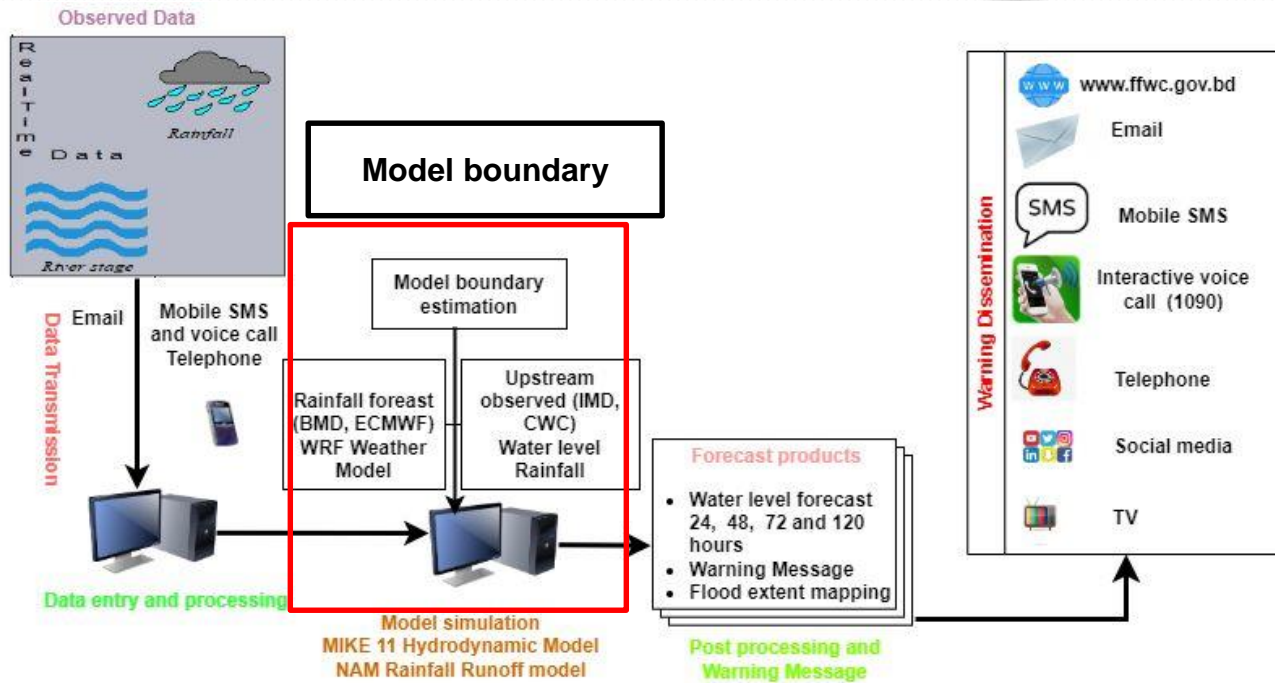 Observed Data
RealTime
Data
Rainfall
River stage
Data Transmission
Email
Mobile SMS
and voice call
Telephone
Data entry and processing
Model boundary
Model boundary
estimation
Rainfall foreast
(BMD, ECMWF)
WRF Weather
Model
Upstream
observed (IMD,
CWC)
Water level
Rainfall
Model simulation
MIKE 11 Hydrodynamic Model
NAM Rainfall Runoff model
Forecast products
• Water level forecast
24, 48, 72 and 120
hours
• Warning Message
• Flood extent mapping
Post processing and
Warning Message
Warning Dissemination
WWW
www.ffwc.gov.bd
Email
SMS
Mobile SMS
Interactive voice
call (1090)
Telephone
Social media
TV